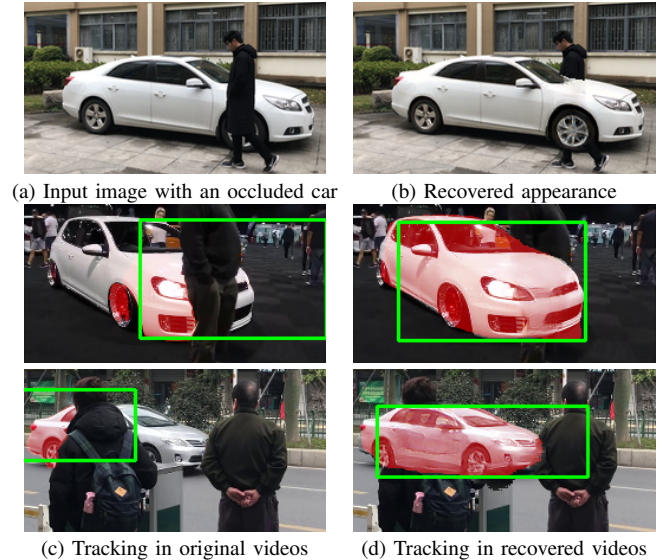 (a) Input image with an occluded car
(b) Recovered appearance
(c) Tracking in original videos
(d) Tracking in recovered videos